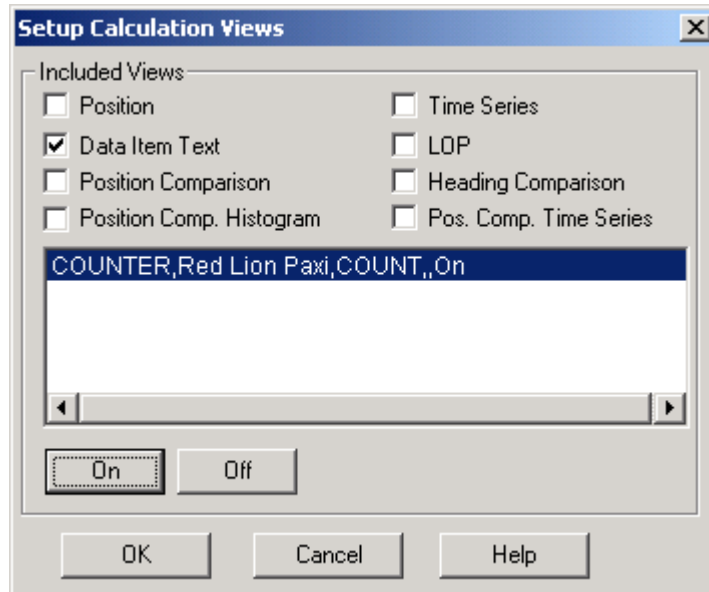 Setup Calculation Views
Included Views
Position
Time Series
Data Item Text
LOP
Position Comparison
Heading Comparison
Position Comp. Histogram
Pos. Comp. Time Series
COUNTER,Red Lion Paxi,COUNT,,On
On
Off
OK
Cancel
Help